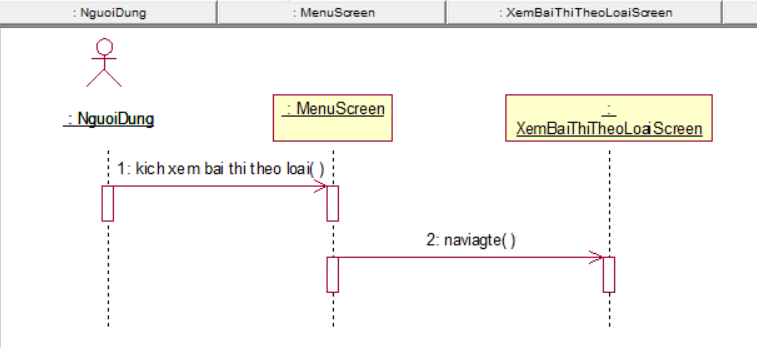 : NguoiDung
: MenuScreen
: XemBaiThiTheoLoaiScreen
: NguoiDung
: MenuScreen
:
XemBaiThiTheoLoaiScreen
1: kich xem bai thi theo loai( )
2: naviagte( )